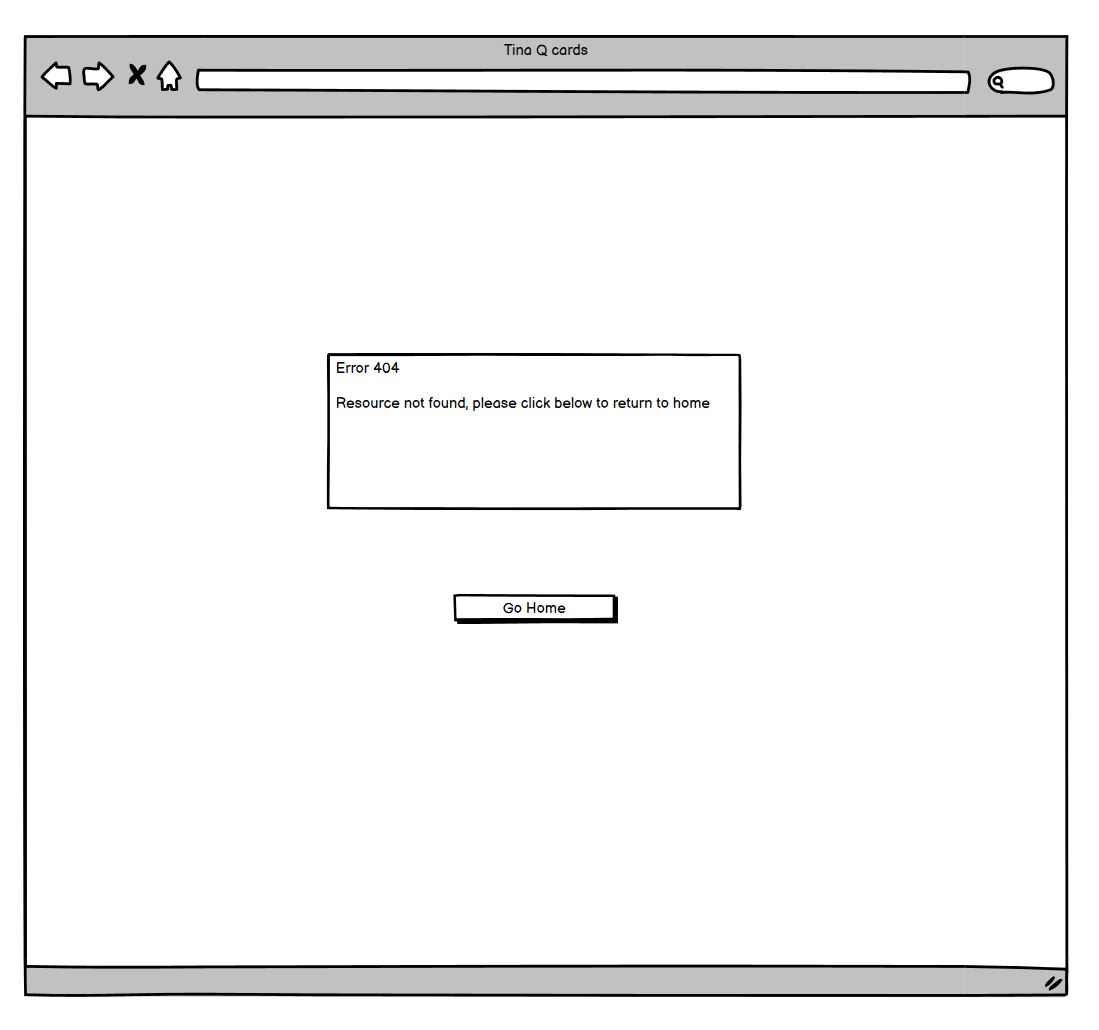 Tina Q cards
Error 404
Resource not found, please click below to return to home
Go Home